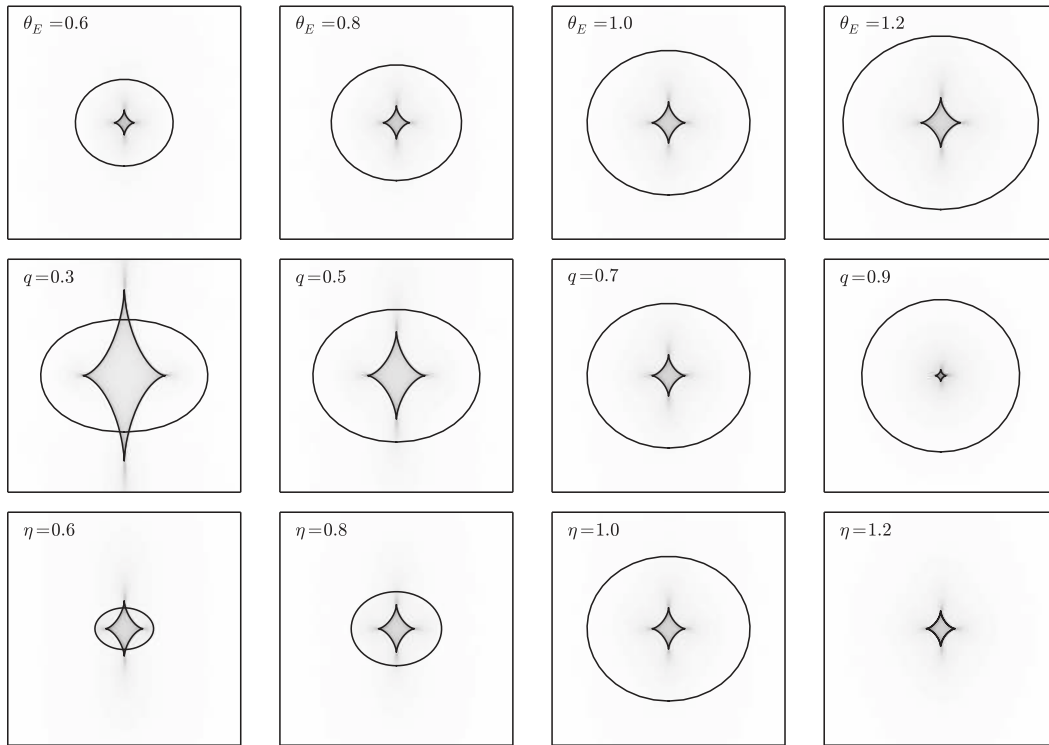 θ_E = 0.6
θ_E = 0.8
θ_E = 1.0
θ_E = 1.2
q = 0.3
q = 0.5
q = 0.7
q = 0.9
η = 0.6
η = 0.8
η = 1.0
η = 1.2